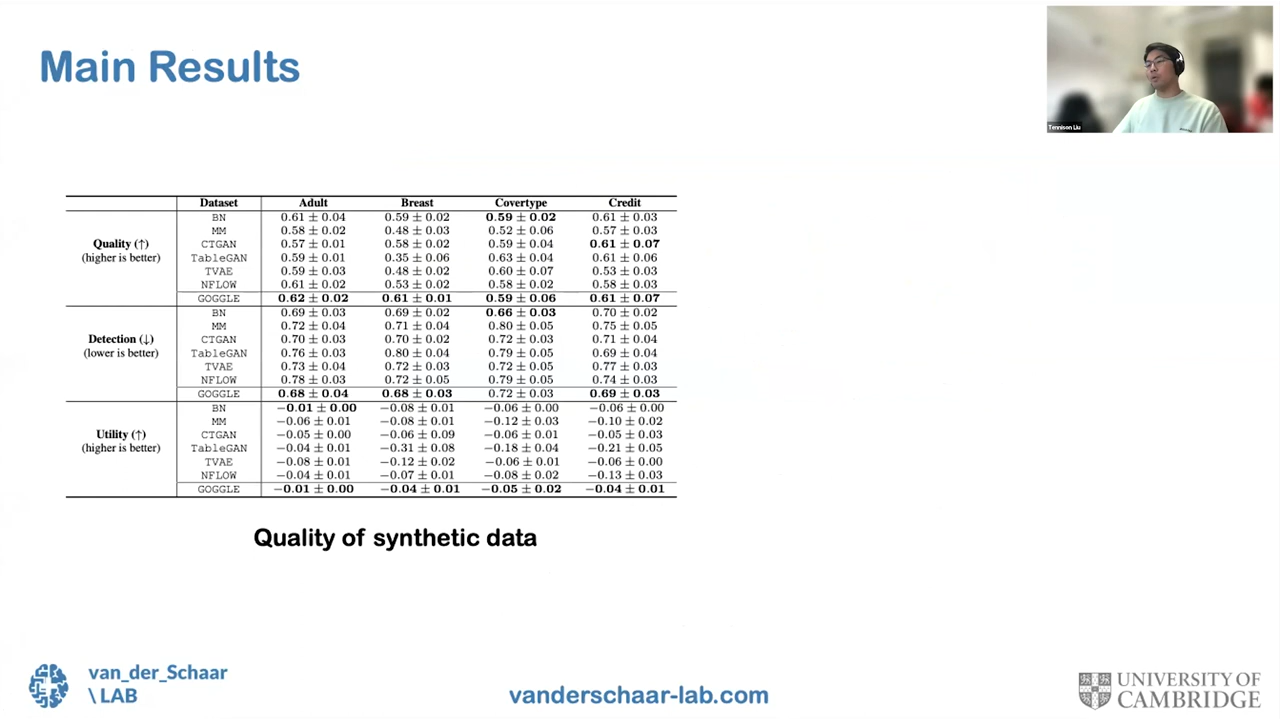 Main Results
Tennison Liu
Dataset Adult Breast Covertype Credit
BN 0.61 ± 0.04 0.59 ± 0.02 0.59 ± 0.02 0.61 ± 0.03
MM 0.58 ± 0.02 0.48 ± 0.03 0.52 ± 0.06 0.57 ± 0.03
Quality (↑) CTGAN 0.57 ± 0.01 0.58 ± 0.02 0.59 ± 0.04 0.61 ± 0.07
(higher is better) TableGAN 0.59 ± 0.01 0.35 ± 0.06 0.63 ± 0.04 0.61 ± 0.06
TVAE 0.59 ± 0.03 0.48 ± 0.02 0.60 ± 0.07 0.53 ± 0.03
NFLOW 0.61 ± 0.02 0.53 ± 0.02 0.58 ± 0.02 0.58 ± 0.03
GOGGLE 0.62 ± 0.02 0.61 ± 0.01 0.59 ± 0.06 0.61 ± 0.07
BN 0.69 ± 0.03 0.69 ± 0.02 0.66 ± 0.03 0.70 ± 0.02
MM 0.72 ± 0.04 0.71 ± 0.04 0.80 ± 0.05 0.75 ± 0.05
Detection (↓) CTGAN 0.70 ± 0.03 0.70 ± 0.02 0.72 ± 0.03 0.71 ± 0.04
(lower is better) TableGAN 0.76 ± 0.03 0.80 ± 0.04 0.79 ± 0.05 0.69 ± 0.04
TVAE 0.73 ± 0.04 0.72 ± 0.03 0.72 ± 0.05 0.77 ± 0.03
NFLOW 0.78 ± 0.03 0.72 ± 0.05 0.79 ± 0.05 0.74 ± 0.03
GOGGLE 0.68 ± 0.04 0.68 ± 0.03 0.72 ± 0.03 0.69 ± 0.03
BN −0.01 ± 0.00 −0.08 ± 0.01 −0.06 ± 0.00 −0.06 ± 0.00
MM −0.06 ± 0.01 −0.08 ± 0.01 −0.12 ± 0.03 −0.10 ± 0.02
Utility (↑) CTGAN −0.05 ± 0.00 −0.06 ± 0.09 −0.06 ± 0.01 −0.05 ± 0.03
(higher is better) TableGAN −0.04 ± 0.01 −0.31 ± 0.08 −0.18 ± 0.04 −0.21 ± 0.05
TVAE −0.08 ± 0.01 −0.12 ± 0.02 −0.06 ± 0.01 −0.06 ± 0.00
NFLOW −0.04 ± 0.01 −0.07 ± 0.01 −0.08 ± 0.02 −0.13 ± 0.03
GOGGLE −0.01 ± 0.00 −0.04 ± 0.01 −0.05 ± 0.02 −0.04 ± 0.01
Quality of synthetic data
van_der_Schaar
\ LAB
vanderschaar-lab.com
UNIVERSITY OF
CAMBRIDGE